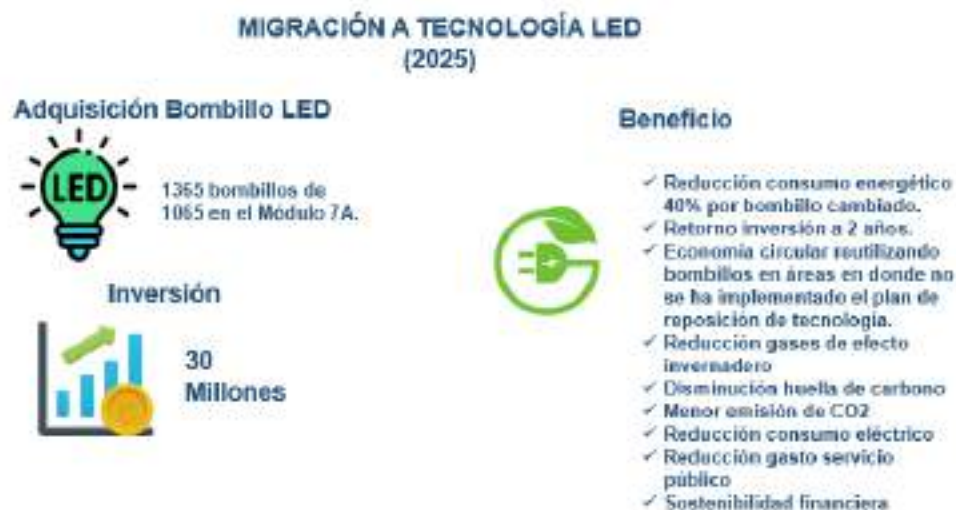 MIGRACIÓN A TECNOLOGÍA LED
(2025)
Adquisición Bombillo LED
LED
1365 bombillos de
1065 en el Módulo 7A.
Inversión
30
Millones
Beneficio
✓ Reducción consumo energético
40% por bombillo cambiado.
✓ Retorno inversión a 2 años.
✓ Economía circular reutilizando
bombillos en áreas en donde no
se ha implementado el plan de
reposición de tecnología.
✓ Reducción gases de efecto
invernadero
✓ Disminución huella de carbono
✓ Menor emisión de CO2
✓ Reducción consumo eléctrico
✓ Reducción gasto servicio
público
✓ Sostenibilidad financiera